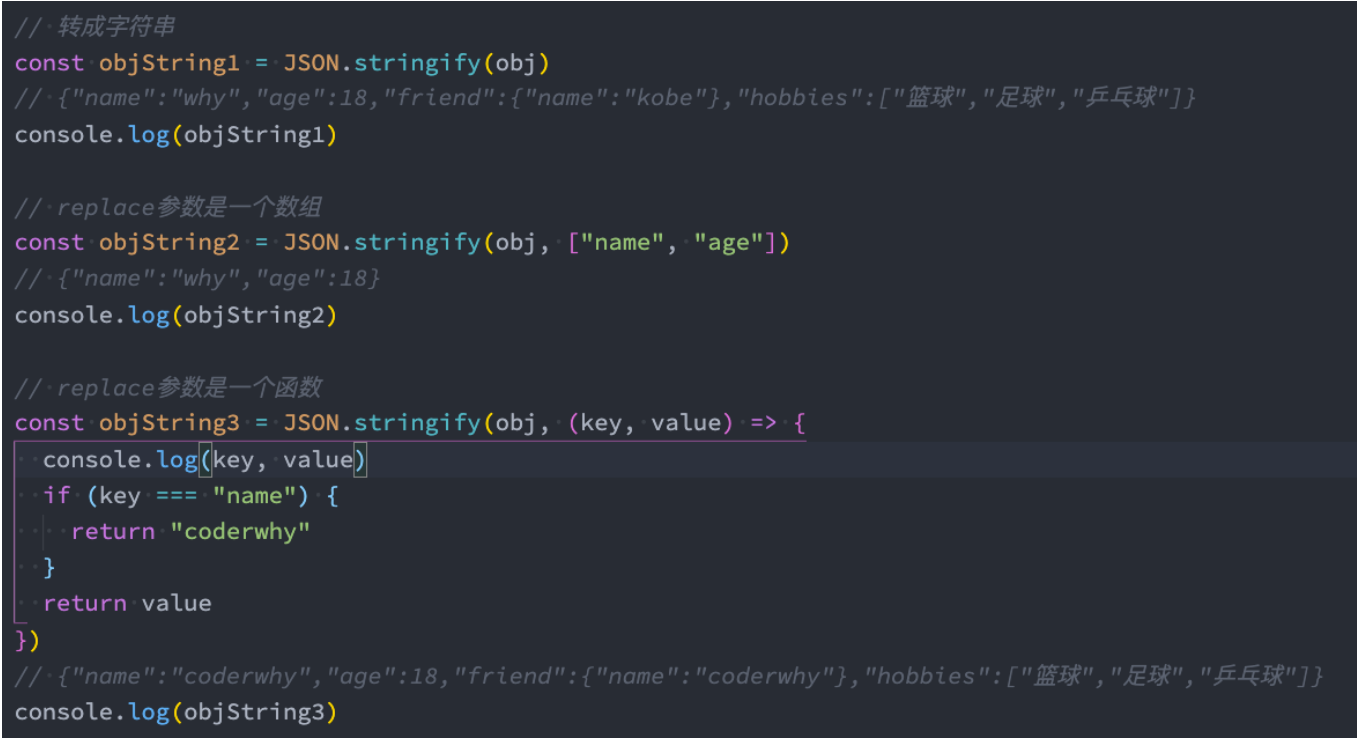 // 转成字符串
const objString1 = JSON.stringify(obj)
// {"name":"why","age":18,"friend":{"name":"kobe"},"hobbies":["篮球","足球","乒乓球"]}
console.log(objString1)
// replace参数是一个数组
const objString2 = JSON.stringify(obj, ["name", "age"])
// {"name":"why","age":18}
console.log(objString2)
// replace参数是一个函数
const objString3 = JSON.stringify(obj, (key, value) => {
  console.log(key, value)
  if (key === "name") {
    return "coderwhy"
  }
  return value
})
// {"name":"coderwhy","age":18,"friend":{"name":"coderwhy"},"hobbies":["篮球","足球","乒乓球"]}
console.log(objString3)